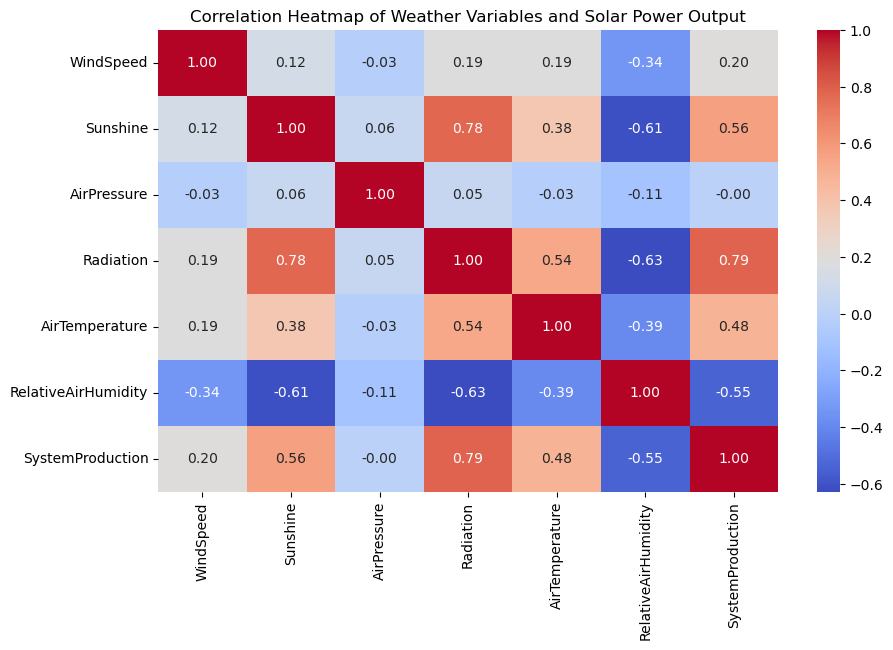 Correlation Heatmap of Weather Variables and Solar Power Output
WindSpeed 1.00 0.12 -0.03 0.19 0.19 -0.34 0.20
Sunshine 0.12 1.00 0.06 0.78 0.38 -0.61 0.56
AirPressure -0.03 0.06 1.00 0.05 -0.03 -0.11 -0.00
Radiation 0.19 0.78 0.05 1.00 0.54 -0.63 0.79
AirTemperature 0.19 0.38 -0.03 0.54 1.00 -0.39 0.48
RelativeAirHumidity -0.34 -0.61 -0.11 -0.63 -0.39 1.00 -0.55
SystemProduction 0.20 0.56 -0.00 0.79 0.48 -0.55 1.00
WindSpeed
Sunshine
AirPressure
Radiation
AirTemperature
RelativeAirHumidity
SystemProduction
1.0
0.8
0.6
0.4
0.2
0.0
−0.2
−0.4
−0.6